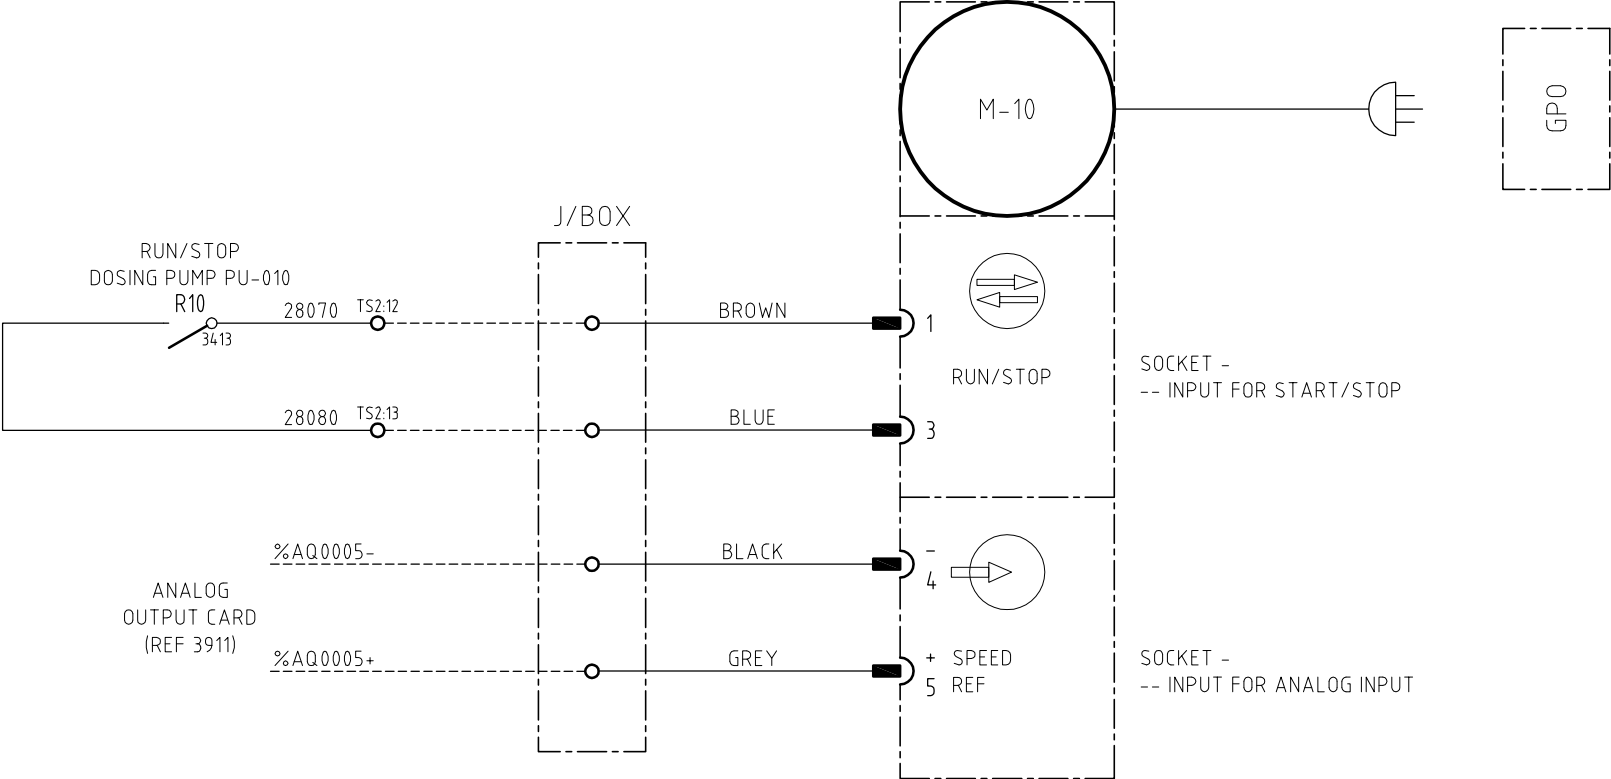 M-10
GPO
J/BOX
RUN/STOP
DOSING PUMP PU-010
R10
3413
28070
TS2:12
BROWN
1
RUN/STOP
SOCKET -
-- INPUT FOR START/STOP
28080
TS2:13
BLUE
3
%AQ0005-
BLACK
-
4
ANALOG
OUTPUT CARD
(REF 3911)
%AQ0005+
GREY
+ SPEED
5 REF
SOCKET -
-- INPUT FOR ANALOG INPUT